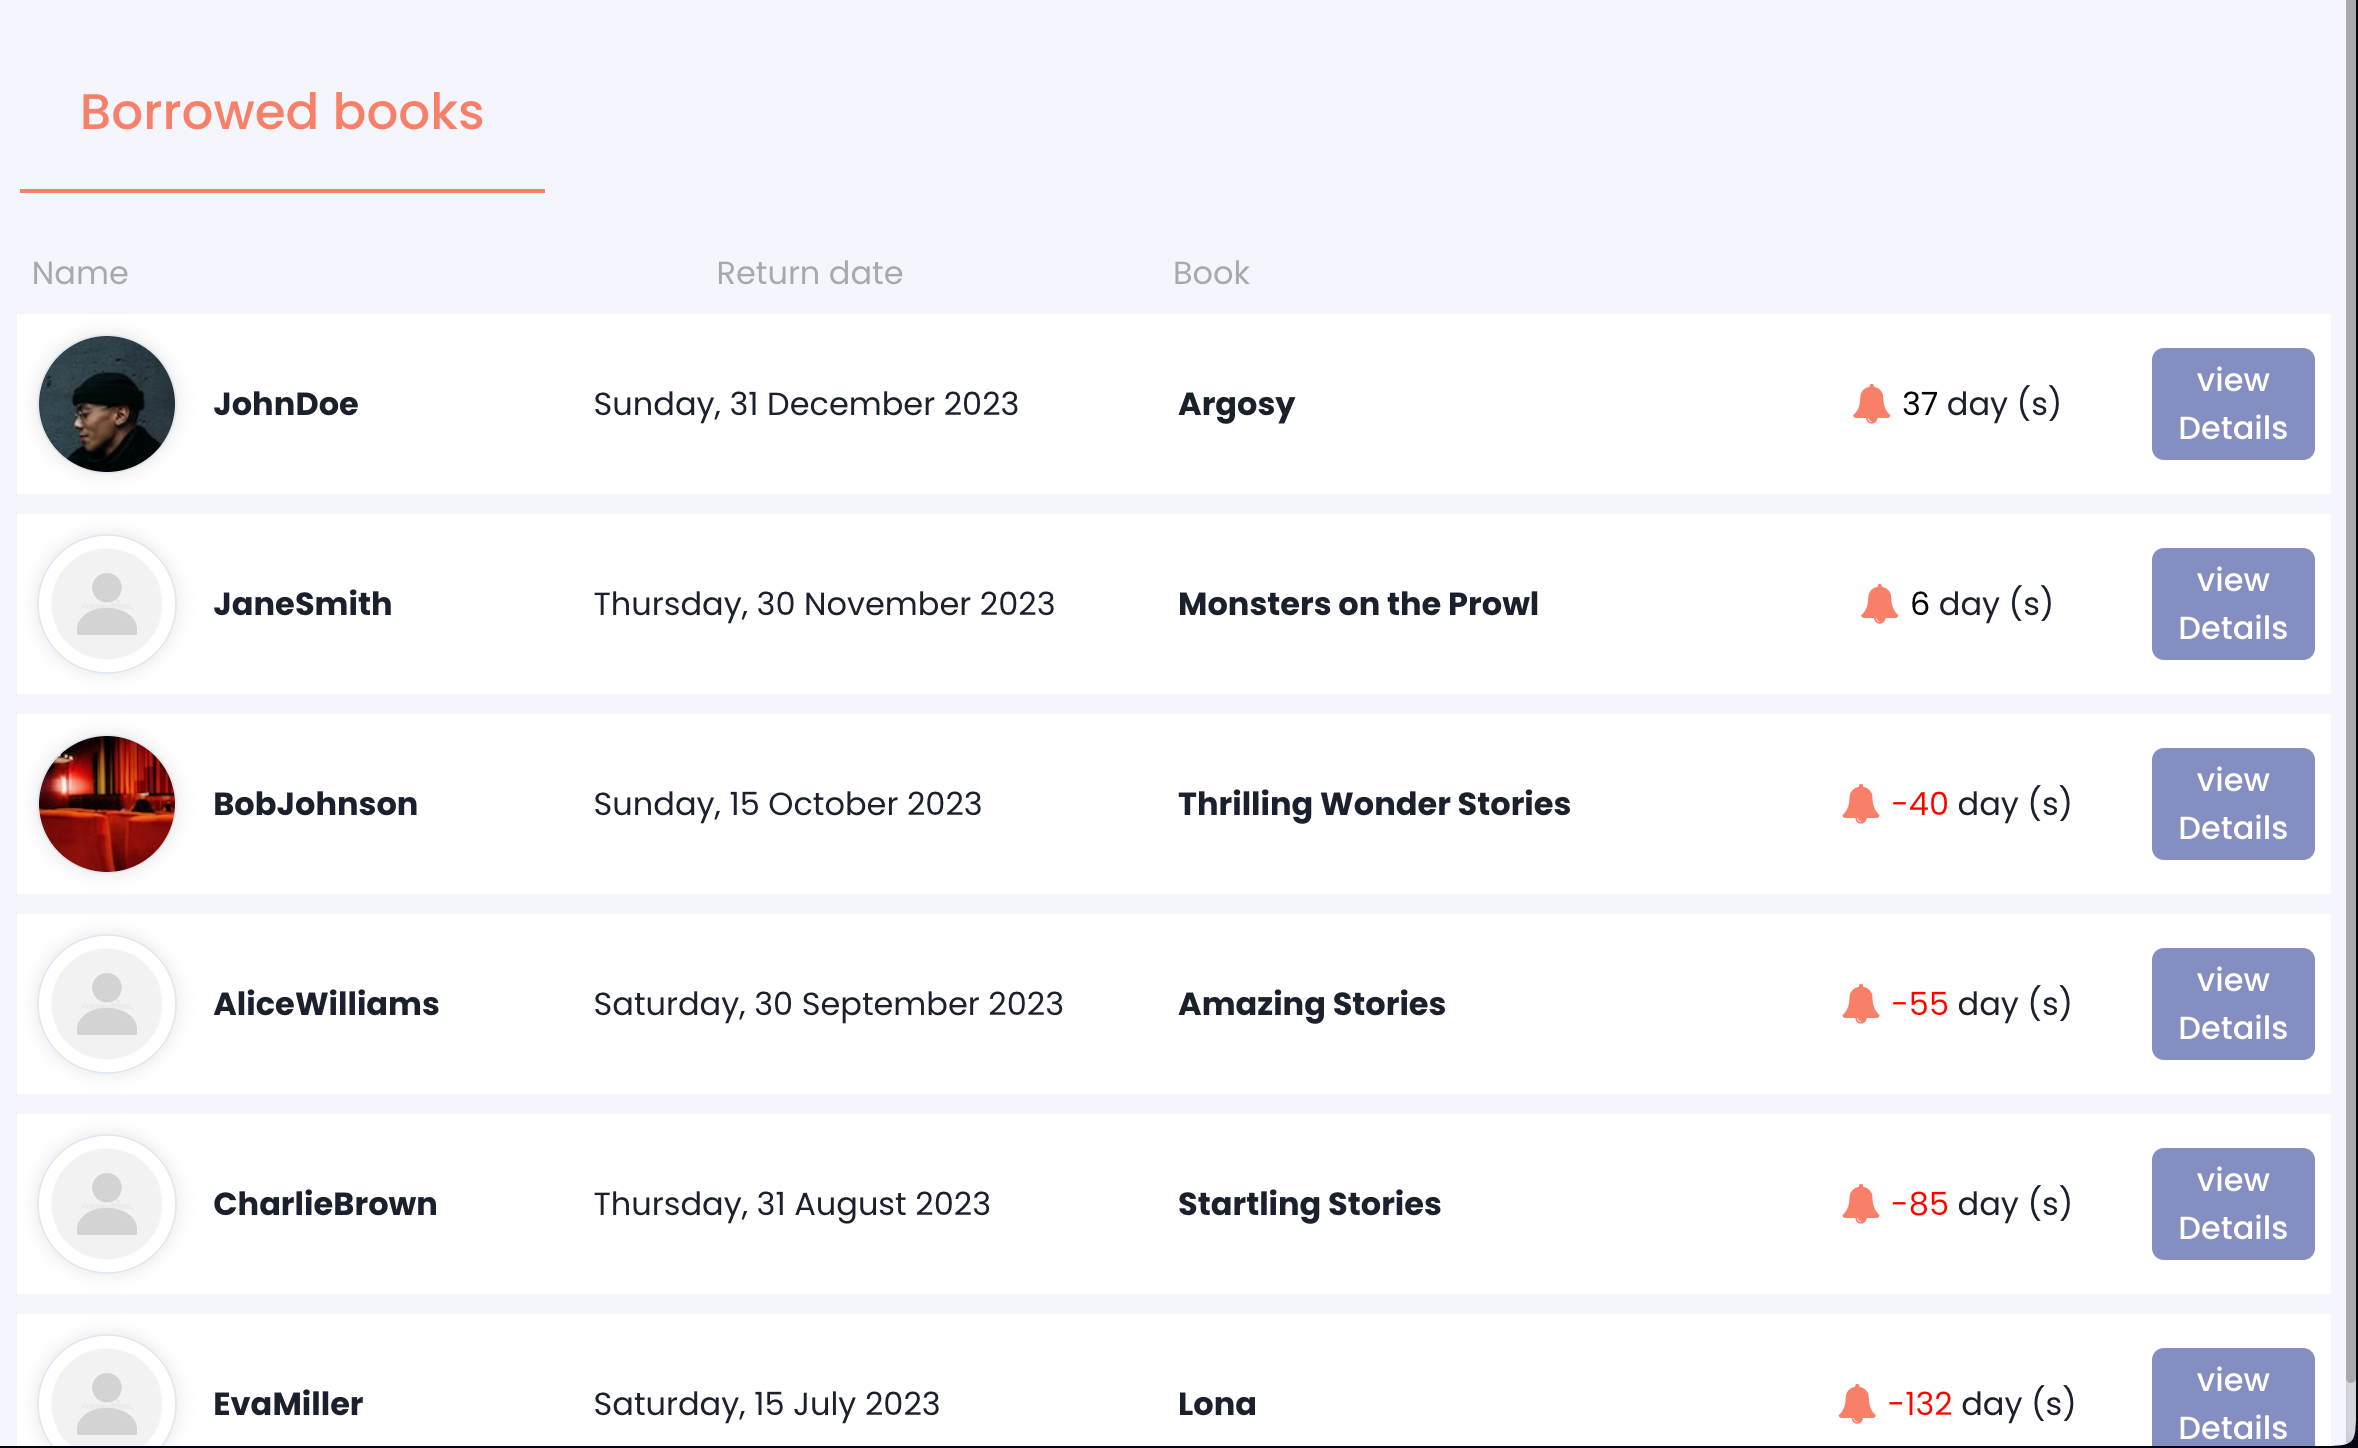 Borrowed books
Name Return date Book
JohnDoe Sunday, 31 December 2023 Argosy 37 day (s) view
Details
JaneSmith Thursday, 30 November 2023 Monsters on the Prowl 6 day (s) view
Details
BobJohnson Sunday, 15 October 2023 Thrilling Wonder Stories -40 day (s) view
Details
AliceWilliams Saturday, 30 September 2023 Amazing Stories -55 day (s) view
Details
CharlieBrown Thursday, 31 August 2023 Startling Stories -85 day (s) view
Details
EvaMiller Saturday, 15 July 2023 Lona -132 day (s) view
Details